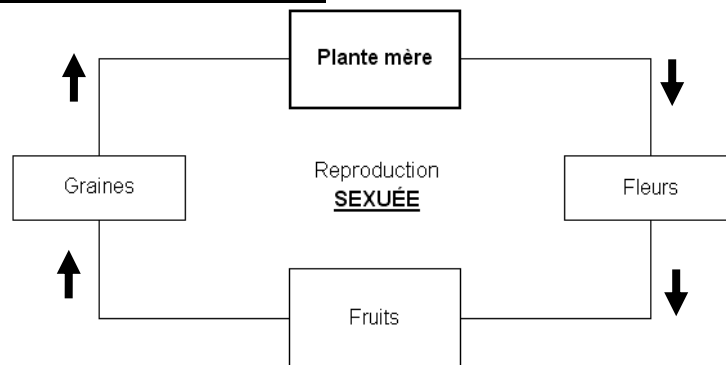 Plante mère
Reproduction
SEXUÉE
Graines
Fleurs
Fruits